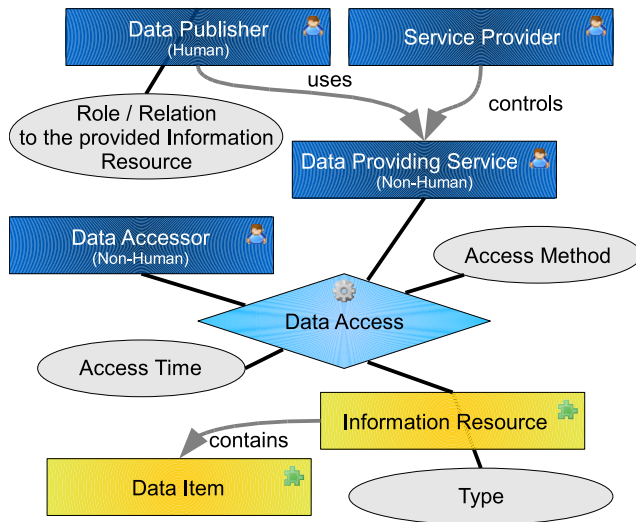 Data Publisher
(Human)
Service Provider
uses
controls
Role / Relation
to the provided Information
Resource
Data Providing Service
(Non-Human)
Data Accessor
(Non-Human)
Access Method
Data Access
Access Time
Information Resource
contains
Data Item
Type